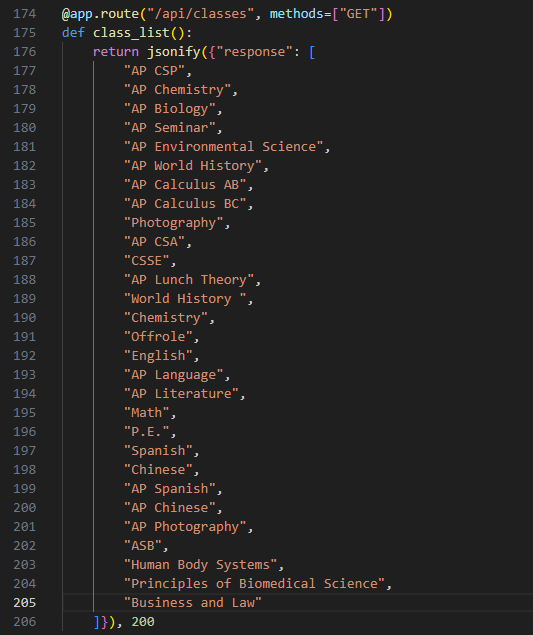 174 @app.route("/api/classes", methods=["GET"])
175 def class_list():
176     return jsonify({"response": [
177         "AP CSP",
178         "AP Chemistry",
179         "AP Biology",
180         "AP Seminar",
181         "AP Environmental Science",
182         "AP World History",
183         "AP Calculus AB",
184         "AP Calculus BC",
185         "Photography",
186         "AP CSA",
187         "CSSE",
188         "AP Lunch Theory",
189         "World History ",
190         "Chemistry",
191         "Offrole",
192         "English",
193         "AP Language",
194         "AP Literature",
195         "Math",
196         "P.E.",
197         "Spanish",
198         "Chinese",
199         "AP Spanish",
200         "AP Chinese",
201         "AP Photography",
202         "ASB",
203         "Human Body Systems",
204         "Principles of Biomedical Science",
205         "Business and Law"
206     ]}), 200